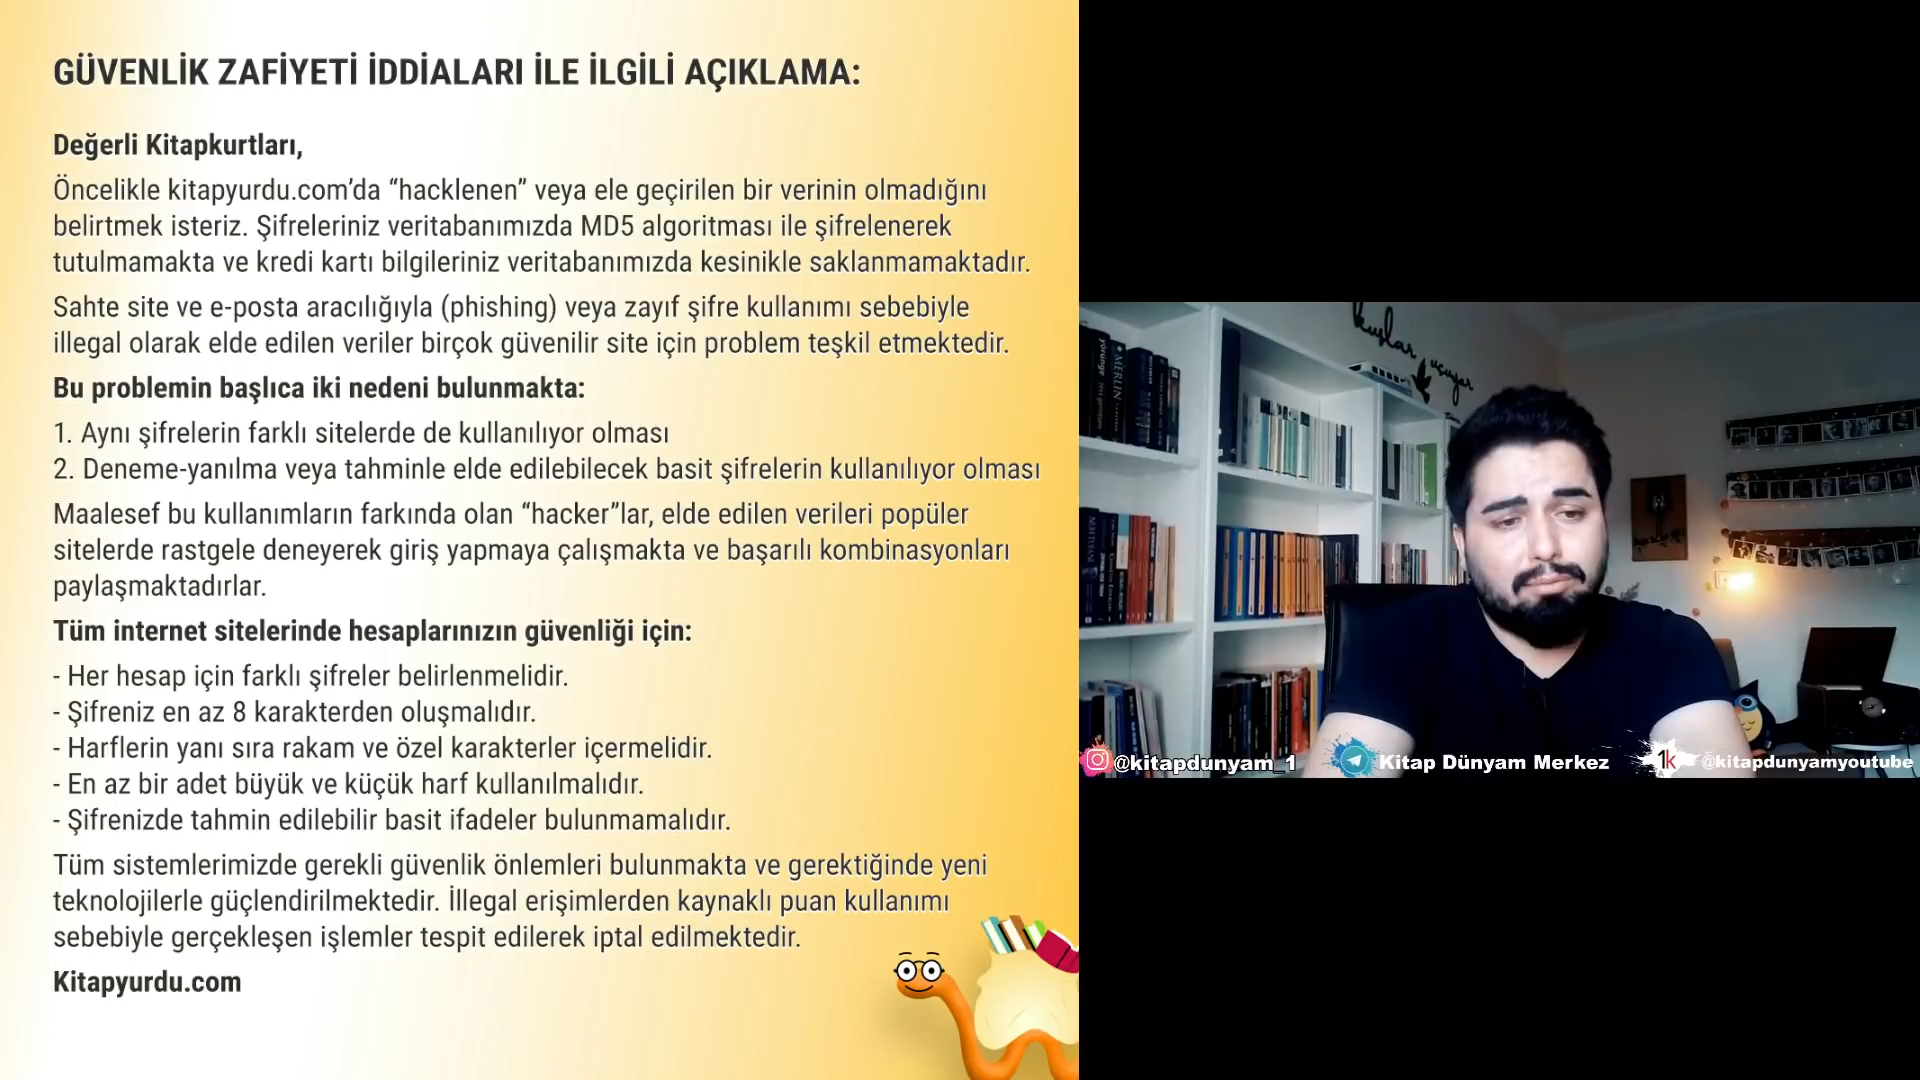 GÜVENLİK ZAFİYETİ İDDİALARI İLE İLGİLİ AÇIKLAMA:
Değerli Kitapkurtları,
Öncelikle kitapyurdu.com’da “hacklenen” veya ele geçirilen bir verinin olmadığını
belirtmek isteriz. Şifreleriniz veritabanımızda MD5 algoritması ile şifrelenerek
tutulmamakta ve kredi kartı bilgileriniz veritabanımızda kesinikle saklanmamaktadır.
Sahte site ve e-posta aracılığıyla (phishing) veya zayıf şifre kullanımı sebebiyle
illegal olarak elde edilen veriler birçok güvenilir site için problem teşkil etmektedir.
Bu problemin başlıca iki nedeni bulunmakta:
1. Aynı şifrelerin farklı sitelerde de kullanılıyor olması
2. Deneme-yanılma veya tahminle elde edilebilecek basit şifrelerin kullanılıyor olması
Maalesef bu kullanımların farkında olan “hacker”lar, elde edilen verileri popüler
sitelerde rastgele deneyerek giriş yapmaya çalışmakta ve başarılı kombinasyonları
paylaşmaktadırlar.
Tüm internet sitelerinde hesaplarınızın güvenliği için:
- Her hesap için farklı şifreler belirlenmelidir.
- Şifreniz en az 8 karakterden oluşmalıdır.
- Harflerin yanı sıra rakam ve özel karakterler içermelidir.
- En az bir adet büyük ve küçük harf kullanılmalıdır.
- Şifrenizde tahmin edilebilir basit ifadeler bulunmamalıdır.
Tüm sistemlerimizde gerekli güvenlik önlemleri bulunmakta ve gerektiğinde yeni
teknolojilerle güçlendirilmektedir. İllegal erişimlerden kaynaklı puan kullanımı
sebebiyle gerçekleşen işlemler tespit edilerek iptal edilmektedir.
Kitapyurdu.com
kuşlar uçuyor
yörünge
MERLIN
@kitapdunyam_1
Kitap Dünyam Merkez
1k
@kitapdunyamyoutube